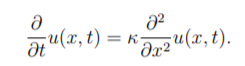 ∂/∂t u(x, t) = κ ∂²/∂x² u(x, t).